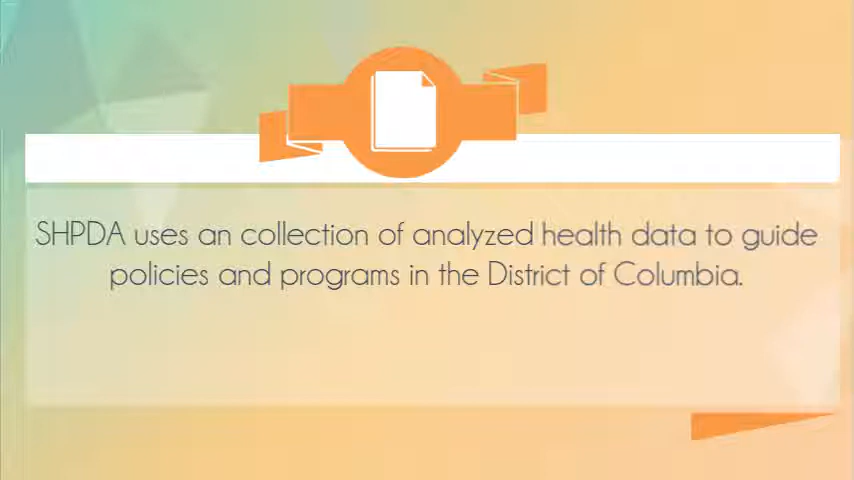 SHPDA uses an collection of analyzed health data to guide
policies and programs in the District of Columbia.